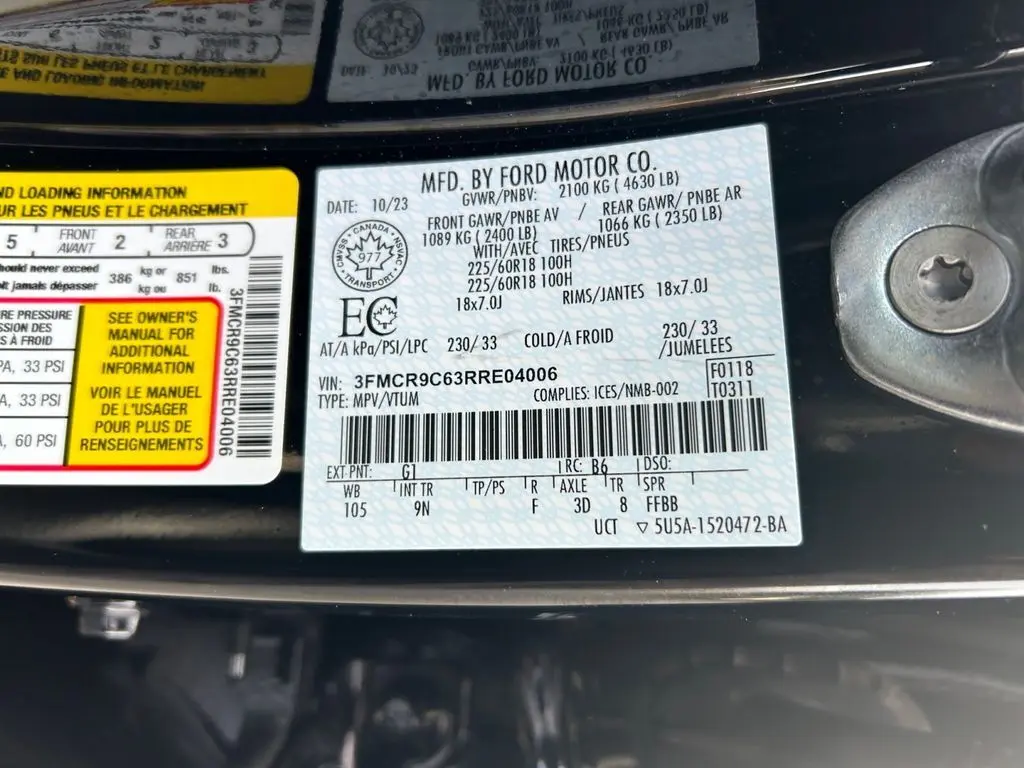 ND LOADING INFORMATION
UR LES PNEUS ET LE CHARGEMENT
5 FRONT AVANT 2 REAR ARRIÈRE 3
hould never exceed 386 kg or 851 lbs.
it jamais dépasser kg ou lb.
RE PRESSURE
SSION DES
S À FROID
PA, 33 PSI
A, 33 PSI
A, 60 PSI
SEE OWNER'S
MANUAL FOR
ADDITIONAL
INFORMATION
VOIR LE MANUEL
DE L'USAGER
POUR PLUS DE
RENSEIGNEMENTS
3FMCR9C63RRE04006
MFD. BY FORD MOTOR CO.
DATE: 10/23 GVWR/PNBV: 2100 KG ( 4630 LB)
FRONT GAWR/PNBE AV / REAR GAWR/ PNBE AR
1089 KG ( 2400 LB) 1066 KG ( 2350 LB)
WITH/AVEC TIRES/PNEUS
225/60R18 100H
225/60R18 100H
18x7.0J RIMS/JANTES 18x7.0J
CANADA
CMVSS NSVAC
977
TRANSPORT
EC
AT/A kPa/PSI/LPC 230/ 33 COLD/A FROID 230/ 33
/JUMELEES
VIN: 3FMCR9C63RRE04006 F0118
TYPE: MPV/VTUM COMPLIES: ICES/NMB-002 T0311
EXT PNT: G1 RC: B6 DSO:
WB INT TR TP/PS R AXLE TR SPR
105 9N F 3D 8 FFBB
UCT ▽ 5U5A-1520472-BA